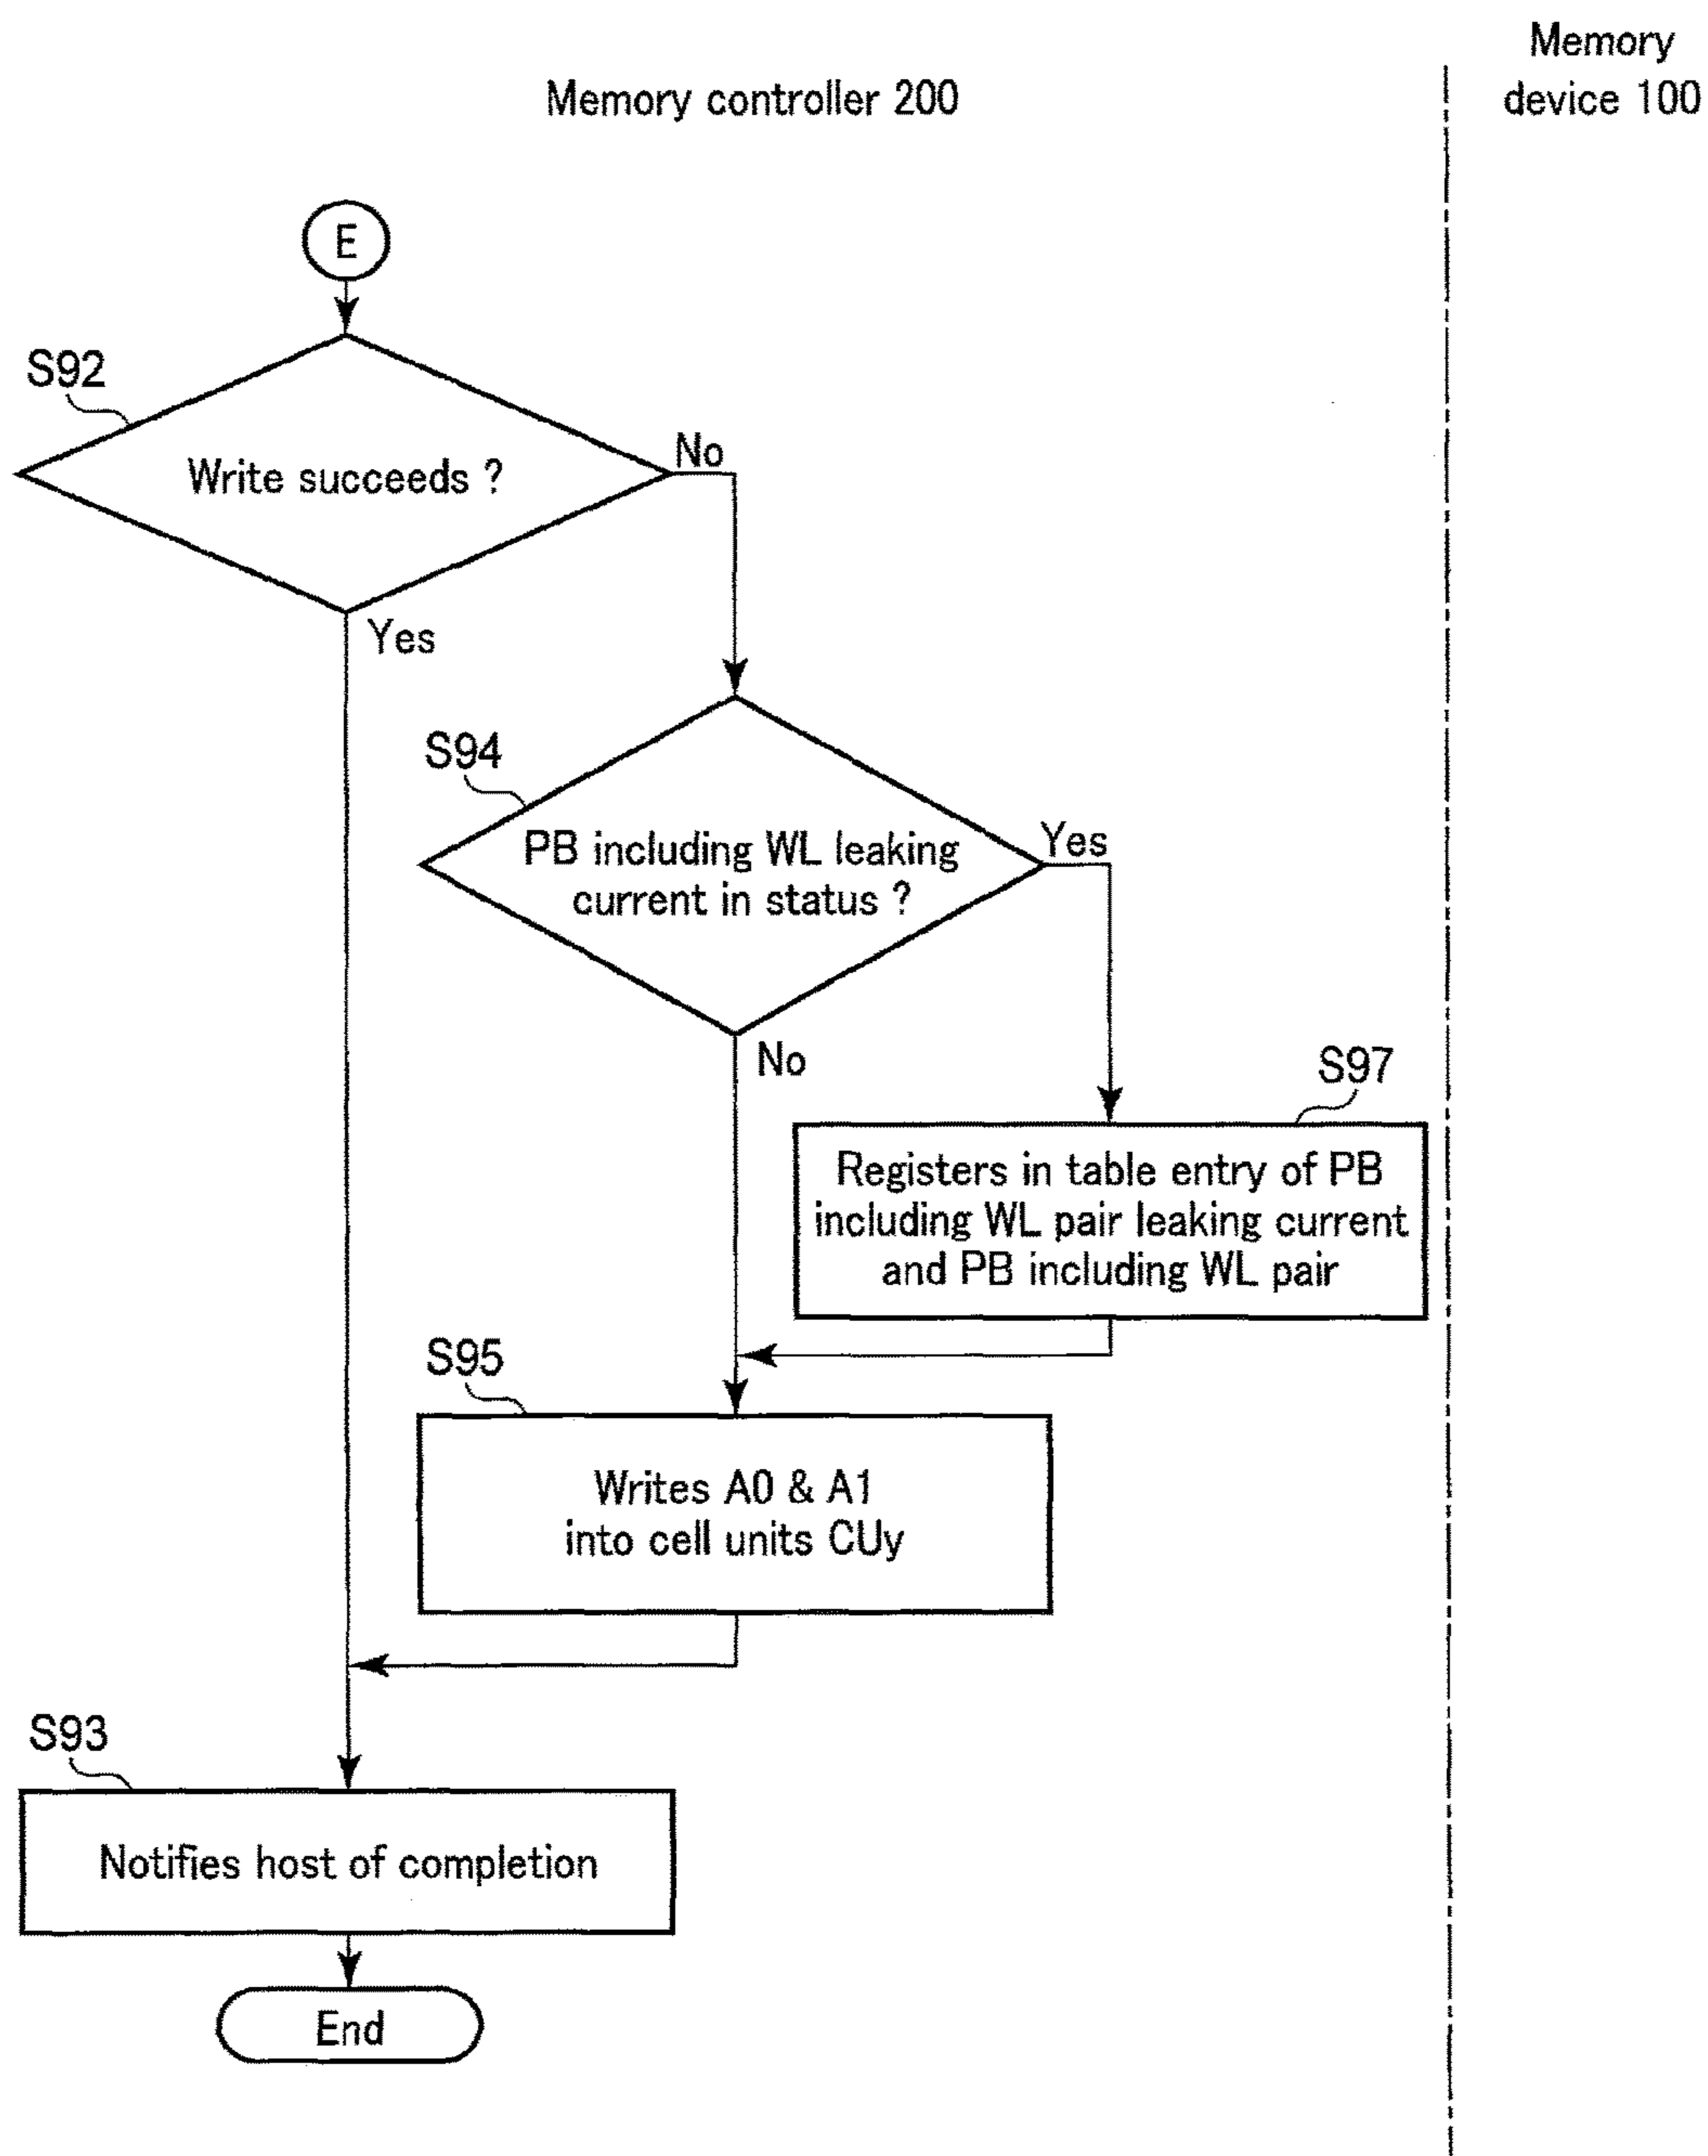 Memory
device 100
Memory controller 200
E
S92
Write succeeds ?
No
Yes
S94
PB including WL leaking
current in status ?
Yes
No
S97
Registers in table entry of PB
including WL pair leaking current
and PB including WL pair
S95
Writes A0 & A1
into cell units CUy
S93
Notifies host of completion
End